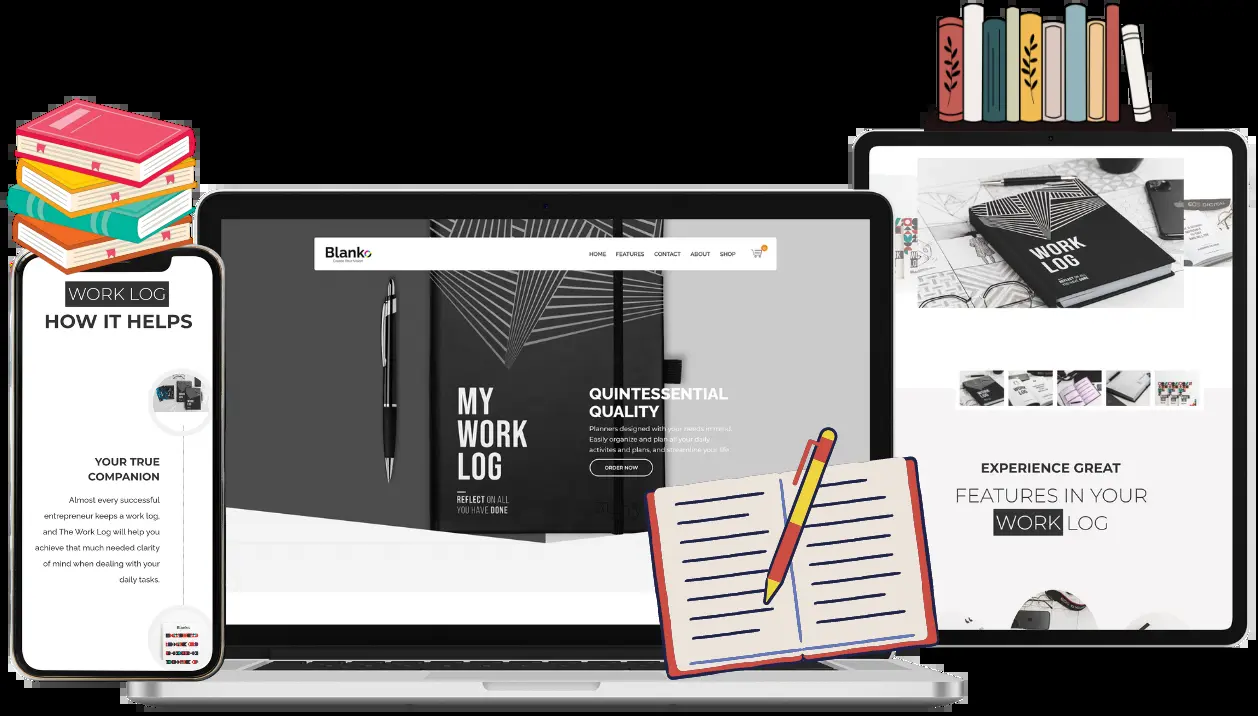 WORK LOG
HOW IT HELPS
YOUR TRUE
COMPANION
Almost every successful
entrepreneur keeps a work log,
and The Work Log will help you
achieve that much needed clarity
of mind when dealing with your
daily tasks.
Blanko
HOME FEATURES CONTACT ABOUT SHOP
MY
WORK
LOG
REFLECT ON ALL
YOU HAVE DONE
QUINTESSENTIAL
QUALITY
Planners designed with your needs in mind.
Easily organize and plan all your daily
activites and plans, and streamline your life
ORDER NOW
WORK
LOG
EXPERIENCE GREAT
FEATURES IN YOUR
WORK LOG